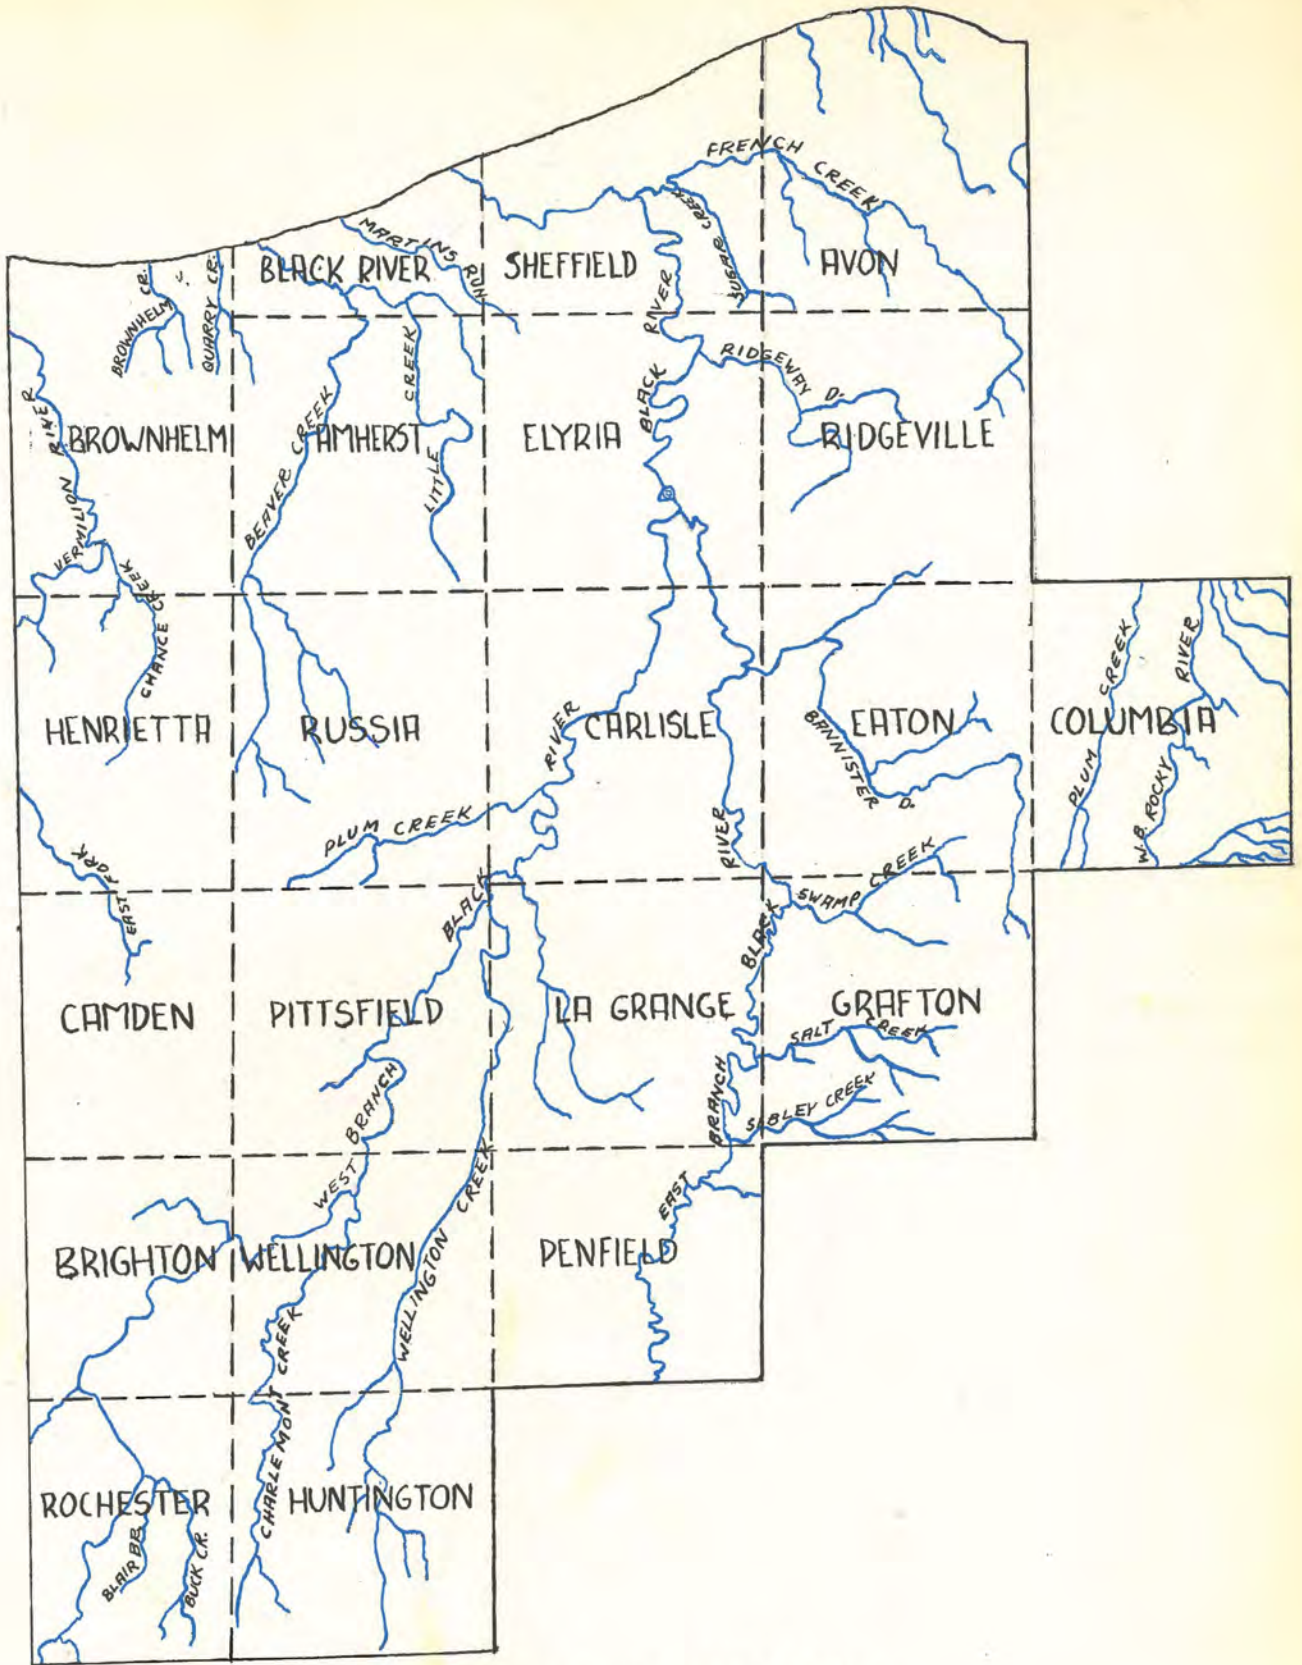 FRENCH CREEK
MARTINS RUN
SUGAR CREEK
BLACK RIVER
SHEFFIELD
AVON
BROWNHELM CR.
QUARRY CR.
BLACK RIVER
RIDGEWAY D.
VERMILION RIVER
BROWNHELM
BEAVER CREEK
AMHERST
LITTLE CREEK
ELYRIA
RIDGEVILLE
CHANCE CREEK
PLUM CREEK
W.B. ROCKY RIVER
HENRIETTA
RUSSIA
CARLISLE
EATON
COLUMBIA
BANNISTER D.
PLUM CREEK
EAST FORK
WEST BRANCH BLACK RIVER
SWAMP CREEK
EAST BRANCH BLACK RIVER
CAMDEN
PITTSFIELD
LA GRANGE
GRAFTON
SALT CREEK
SIBLEY CREEK
BRIGHTON
WELLINGTON
WELLINGTON CREEK
PENFIELD
CHARLEMONT CREEK
ROCHESTER
HUNTINGTON
BLAIR BB.
BUCK CR.